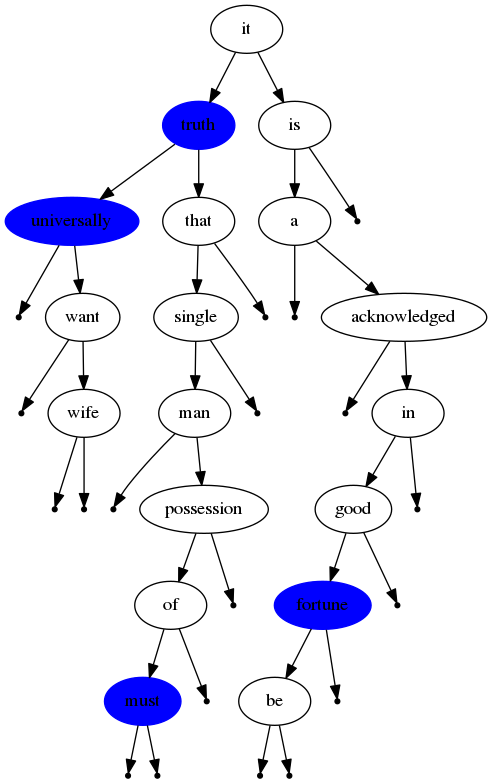 it
truth
is
universally
that
a
want
single
acknowledged
wife
man
in
possession
good
of
fortune
must
be